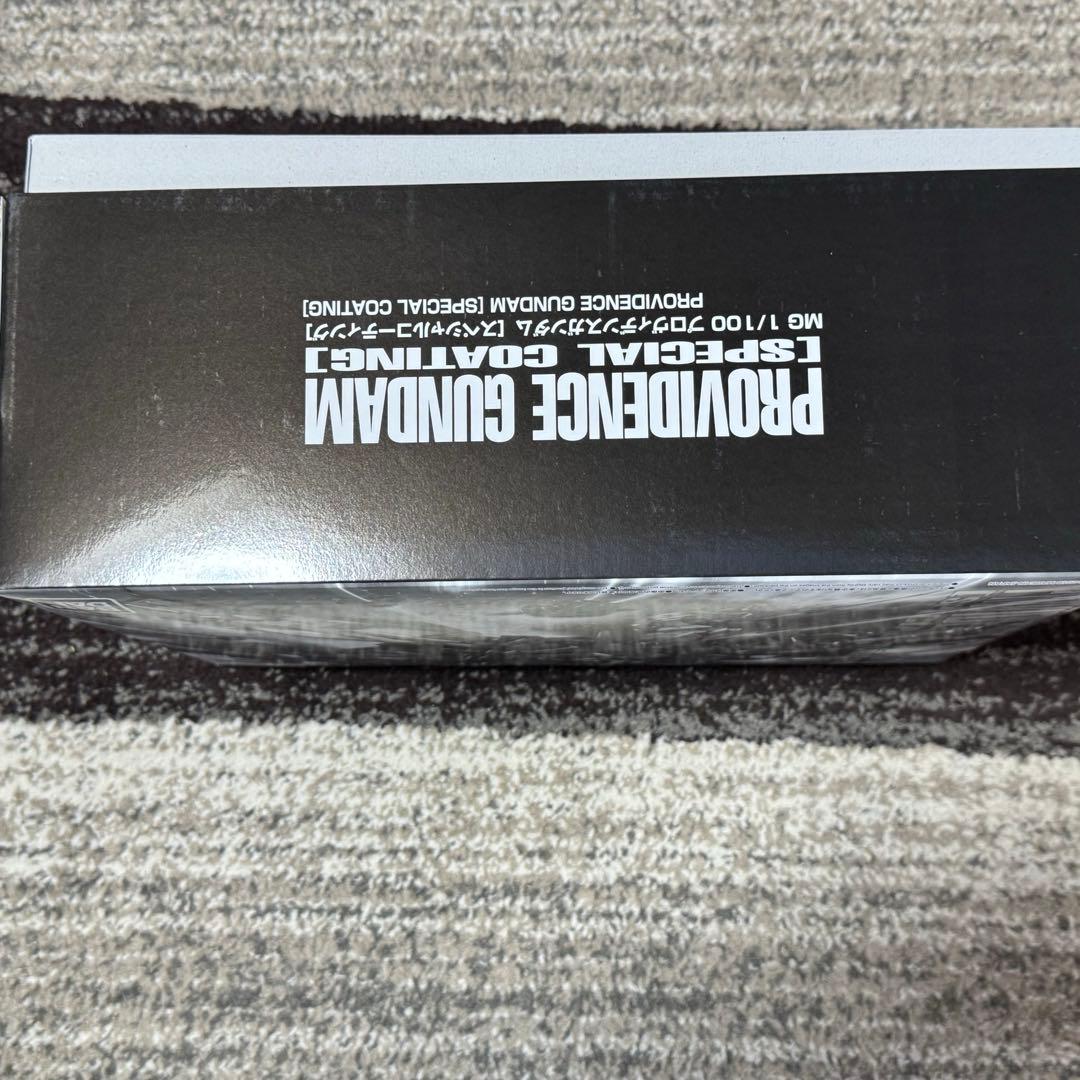 PROVIDENCE GUNDAM
[SPECIAL COATING]
MG 1/100 プロヴィデンスガンダム [スペシャルコーティング]
PROVIDENCE GUNDAM [SPECIAL COATING]